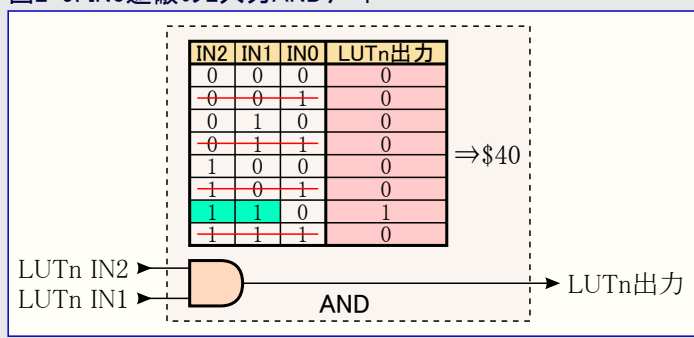 IN2 IN1 IN0 LUTn出力
0 0 0 0
0 0 1 0
0 1 0 0
0 1 1 0
1 0 0 0
1 0 1 0
1 1 0 1
1 1 1 0
⇒$40
LUTn IN2
LUTn IN1
AND
LUTn出力